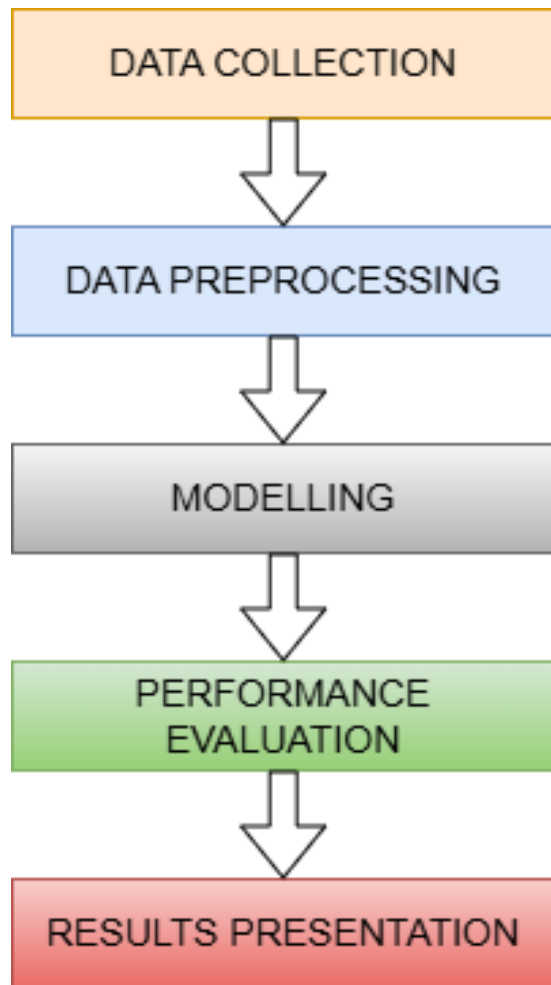 DATA COLLECTION
DATA PREPROCESSING
MODELLING
PERFORMANCE
EVALUATION
RESULTS PRESENTATION